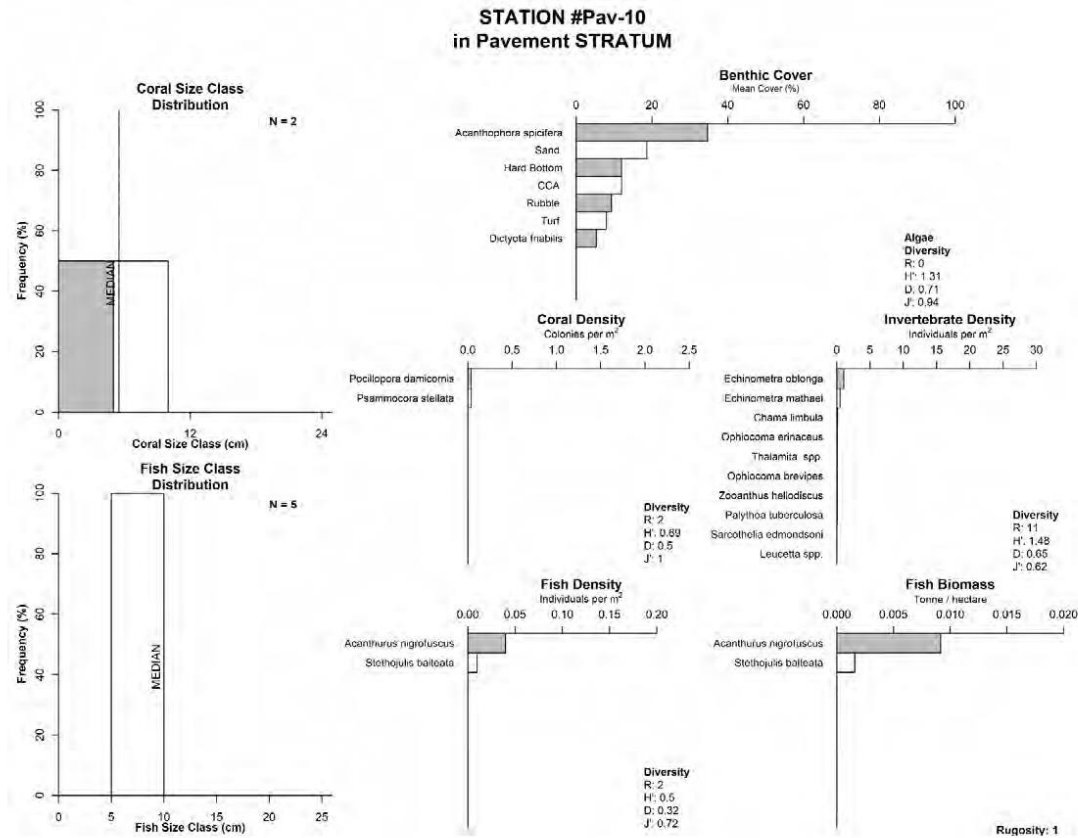 STATION #Pav-10
in Pavement STRATUM
Coral Size Class
Distribution
N = 2
Frequency (%)
0
20
40
60
80
100
MEDIAN
0
12
24
Coral Size Class (cm)
Benthic Cover
Mean Cover (%)
0
20
40
60
80
100
Acanthophora spicifera
Sand
Hard Bottom
CCA
Rubble
Turf
Dictyota friabilis
Algae
Diversity
R: 0
H': 1.31
D: 0.71
J': 0.94
Coral Density
Colonies per m²
0.0
0.5
1.0
1.5
2.0
2.5
Pocillopora damicornis
Psammocora stellata
Diversity
R: 2
H': 0.69
D: 0.5
J': 1
Invertebrate Density
Individuals per m²
0
5
10
15
20
25
30
Echinometra oblonga
Echinometra mathaei
Chama limbula
Ophiocoma erinaceus
Thalamita spp.
Ophiocoma brevipes
Zooanthus heliodiscus
Palythoa tuberculosa
Sarcothelia edmondsoni
Leucetta spp.
Diversity
R: 11
H': 1.48
D: 0.65
J': 0.62
Fish Size Class
Distribution
N = 5
Frequency (%)
0
20
40
60
80
100
MEDIAN
0
5
10
15
20
25
Fish Size Class (cm)
Fish Density
Individuals per m²
0.00
0.05
0.10
0.15
0.20
Acanthurus nigrofuscus
Stethojulis balteata
Diversity
R: 2
H': 0.5
D: 0.32
J': 0.72
Fish Biomass
Tonne / hectare
0.000
0.005
0.010
0.015
0.020
Acanthurus nigrofuscus
Stethojulis balteata
Rugosity: 1